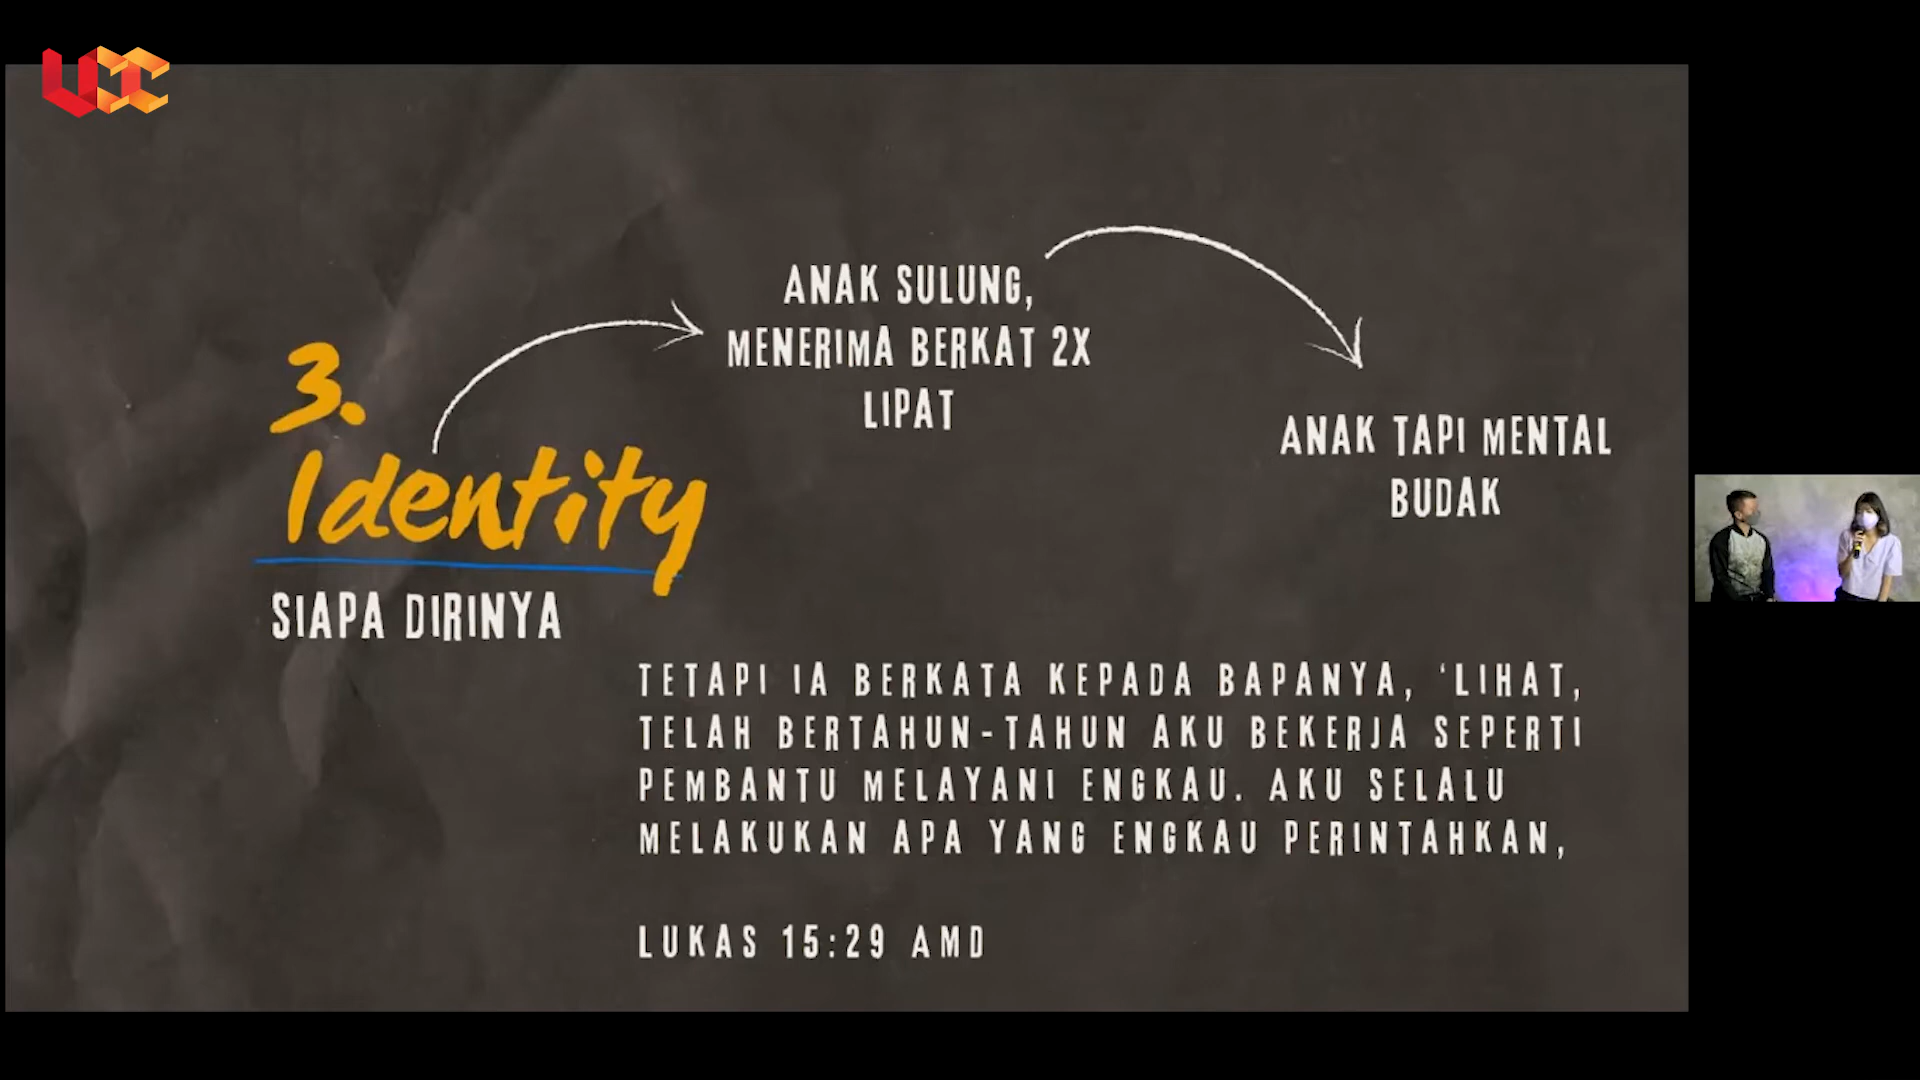 UCC
3.
Identity
SIAPA DIRINYA
ANAK SULUNG,
MENERIMA BERKAT 2X
LIPAT
ANAK TAPI MENTAL
BUDAK
TETAPI IA BERKATA KEPADA BAPANYA, ‘LIHAT,
TELAH BERTAHUN-TAHUN AKU BEKERJA SEPERTI
PEMBANTU MELAYANI ENGKAU. AKU SELALU
MELAKUKAN APA YANG ENGKAU PERINTAHKAN,
LUKAS 15:29 AMD